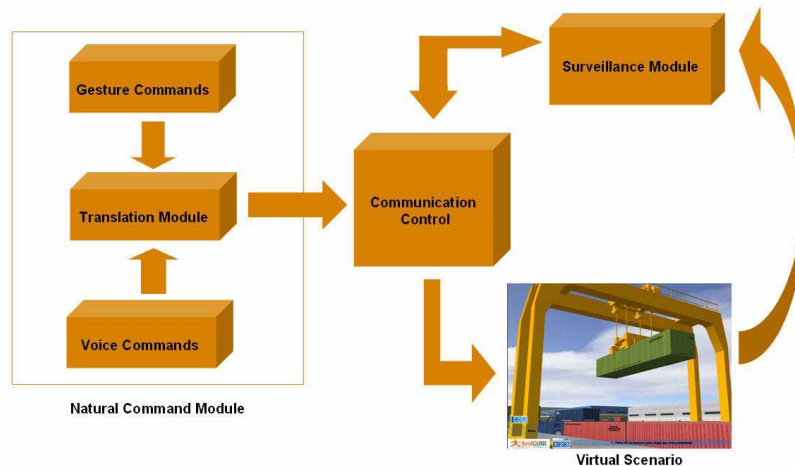 Gesture Commands
Surveillance Module
Translation Module
Communication
Control
Voice Commands
Natural Command Module
Virtual Scenario